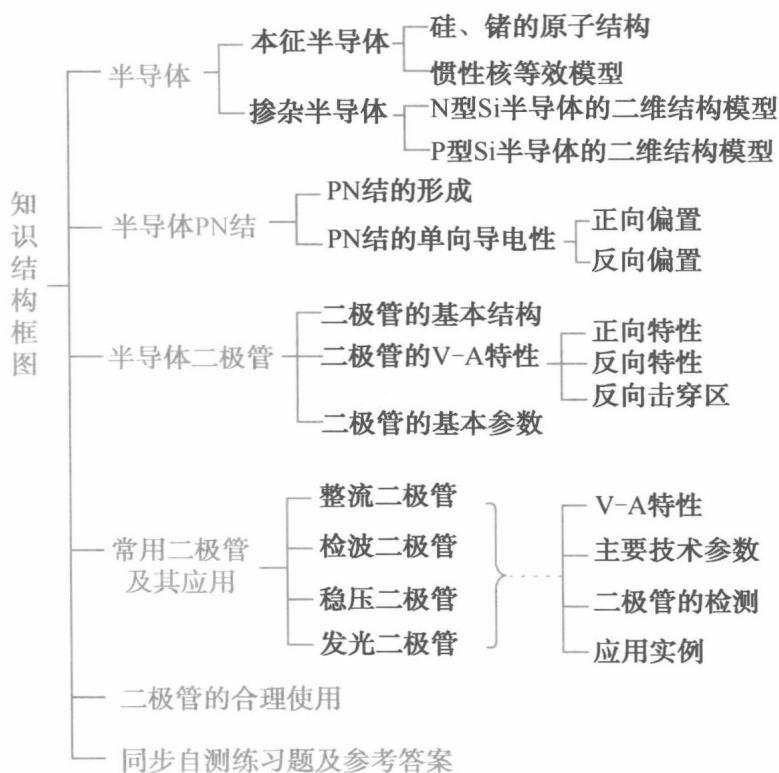 知识结构框图
半导体
本征半导体
硅、锗的原子结构
惯性核等效模型
掺杂半导体
N型Si半导体的二维结构模型
P型Si半导体的二维结构模型
半导体PN结
PN结的形成
PN结的单向导电性
正向偏置
反向偏置
半导体二极管
二极管的基本结构
二极管的V-A特性
正向特性
反向特性
反向击穿区
二极管的基本参数
常用二极管
及其应用
整流二极管
检波二极管
稳压二极管
发光二极管
V-A特性
主要技术参数
二极管的检测
应用实例
二极管的合理使用
同步自测练习题及参考答案